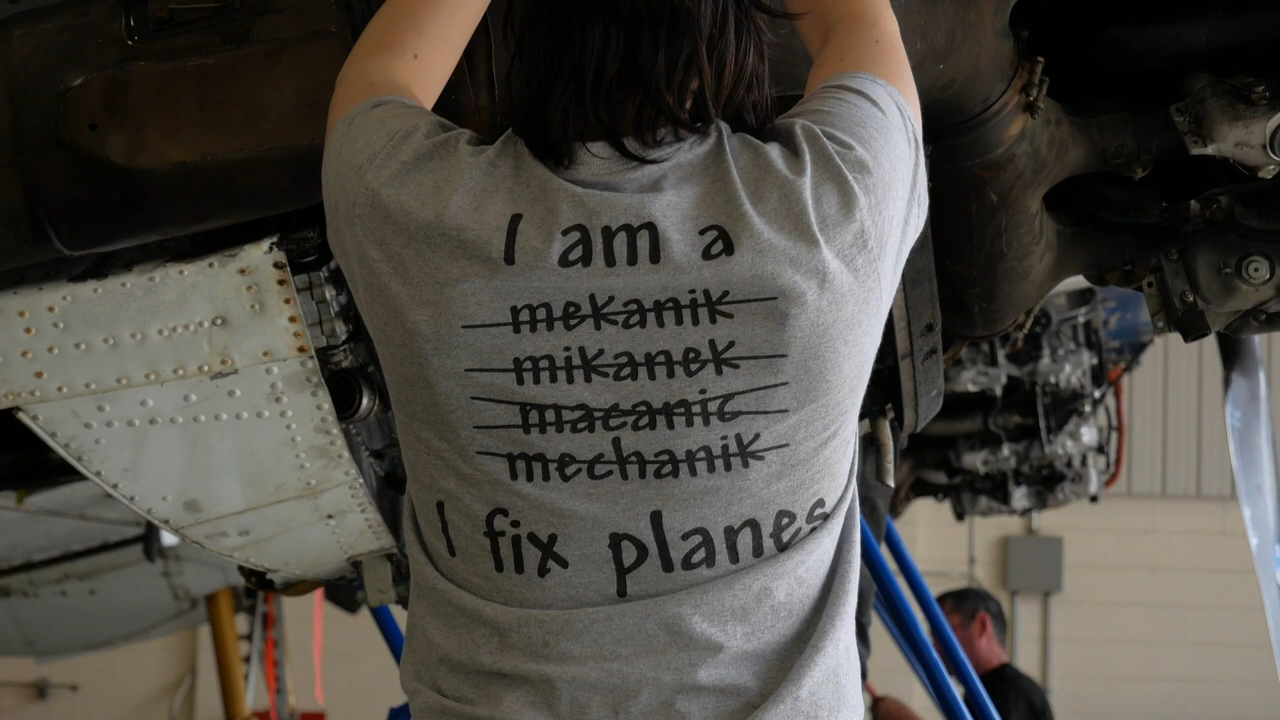 I am a
mekanik
mikanek
macanic
mechanik
I fix planes